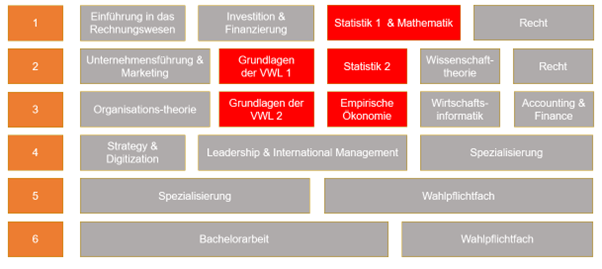 1
Einführung in das
Rechnungswesen
Investition &
Finanzierung
Statistik 1 & Mathematik
Recht
2
Unternehmensführung &
Marketing
Grundlagen
der VWL 1
Statistik 2
Wissenschaft-
theorie
Recht
3
Organisations-theorie
Grundlagen der
VWL 2
Empirische
Ökonomie
Wirtschafts-
informatik
Accounting &
Finance
4
Strategy &
Digitization
Leadership & International Management
Spezialisierung
5
Spezialisierung
Wahlpflichtfach
6
Bachelorarbeit
Wahlpflichtfach